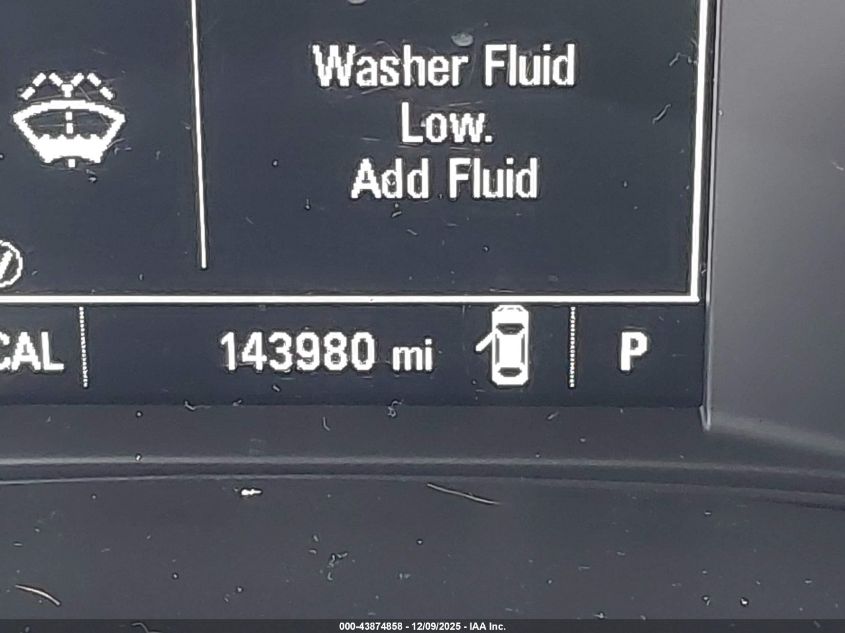 Washer Fluid
Low.
Add Fluid
CAL 143980 mi P
000-43874858 - 12/09/2025 - IAA Inc.